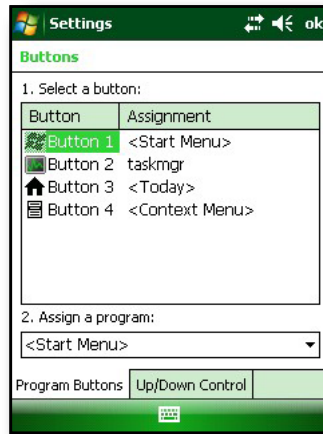 Settings ok
Buttons
1. Select a button:
Button Assignment
Button 1 <Start Menu>
Button 2 taskmgr
Button 3 <Today>
Button 4 <Context Menu>
2. Assign a program:
<Start Menu>
Program Buttons Up/Down Control